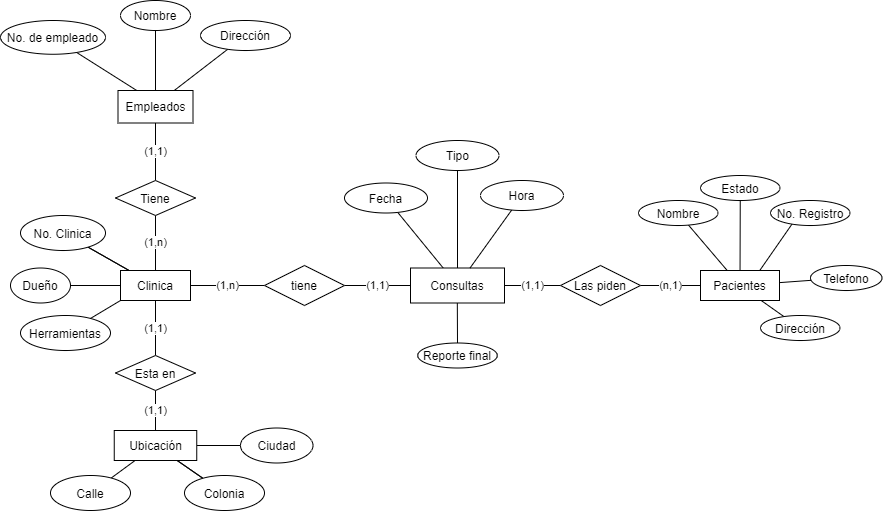 Nombre
No. de empleado
Dirección
Empleados
(1,1)
Tiene
(1,n)
No. Clinica
Dueño
Clinica
Herramientas
(1,n)
tiene
(1,1)
Tipo
Fecha
Hora
Consultas
Reporte final
(1,1)
Las piden
(n,1)
Estado
Nombre
No. Registro
Pacientes
Telefono
Dirección
(1,1)
Esta en
(1,1)
Ubicación
Ciudad
Calle
Colonia